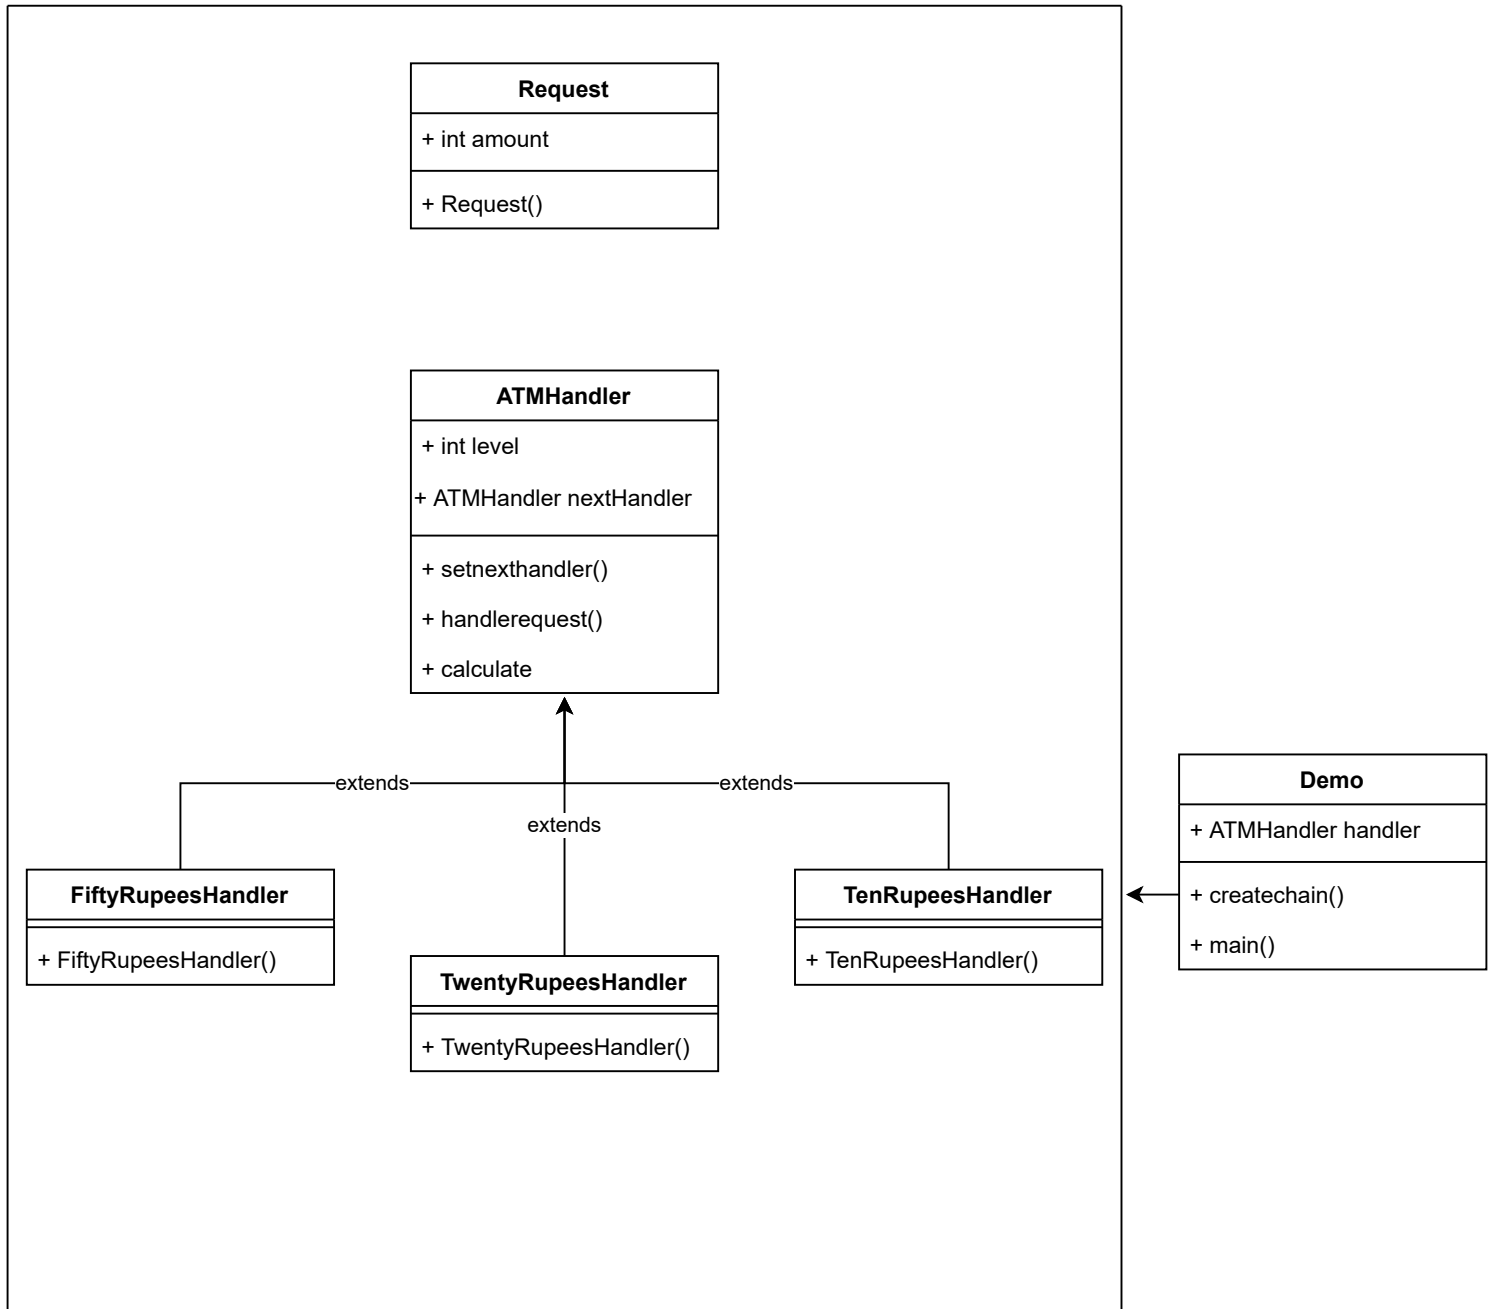 Request
+ int amount
+ Request()
ATMHandler
+ int level
+ ATMHandler nextHandler
+ setnexthandler()
+ handlerequest()
+ calculate
extends
extends
extends
FiftyRupeesHandler
+ FiftyRupeesHandler()
TwentyRupeesHandler
+ TwentyRupeesHandler()
TenRupeesHandler
+ TenRupeesHandler()
Demo
+ ATMHandler handler
+ createchain()
+ main()